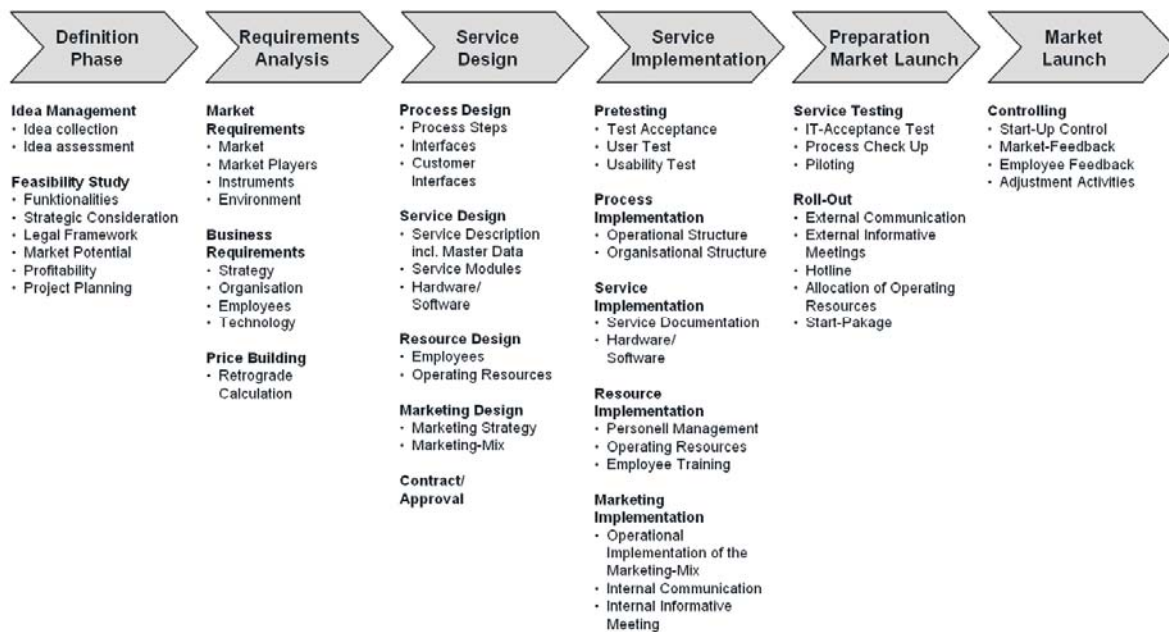 Definition
Phase
Requirements
Analysis
Service
Design
Service
Implementation
Preparation
Market Launch
Market
Launch
Idea Management
· Idea collection
· Idea assessment
Feasibility Study
· Funktionalities
· Strategic Consideration
· Legal Framework
· Market Potential
· Profitability
· Project Planning
Market
Requirements
· Market
· Market Players
· Instruments
· Environment
Business
Requirements
· Strategy
· Organisation
· Employees
· Technology
Price Building
· Retrograde
Calculation
Process Design
· Process Steps
· Interfaces
· Customer
Interfaces
Service Design
· Service Description
incl. Master Data
· Service Modules
· Hardware/
Software
Resource Design
· Employees
· Operating Resources
Marketing Design
· Marketing Strategy
· Marketing-Mix
Contract/
Approval
Pretesting
· Test Acceptance
· User Test
· Usability Test
Process
Implementation
· Operational Structure
· Organisational Structure
Service
Implementation
· Service Documentation
· Hardware/
Software
Resource
Implementation
· Personell Management
· Operating Resources
· Employee Training
Marketing
Implementation
· Operational
Implementation of the
Marketing-Mix
· Internal Communication
· Internal Informative
Meeting
Service Testing
· IT-Acceptance Test
· Process Check Up
· Piloting
Roll-Out
· External Communication
· External Informative
Meetings
· Hotline
· Allocation of Operating
Resources
· Start-Pakage
Controlling
· Start-Up Control
· Market-Feedback
· Employee Feedback
· Adjustment Activities